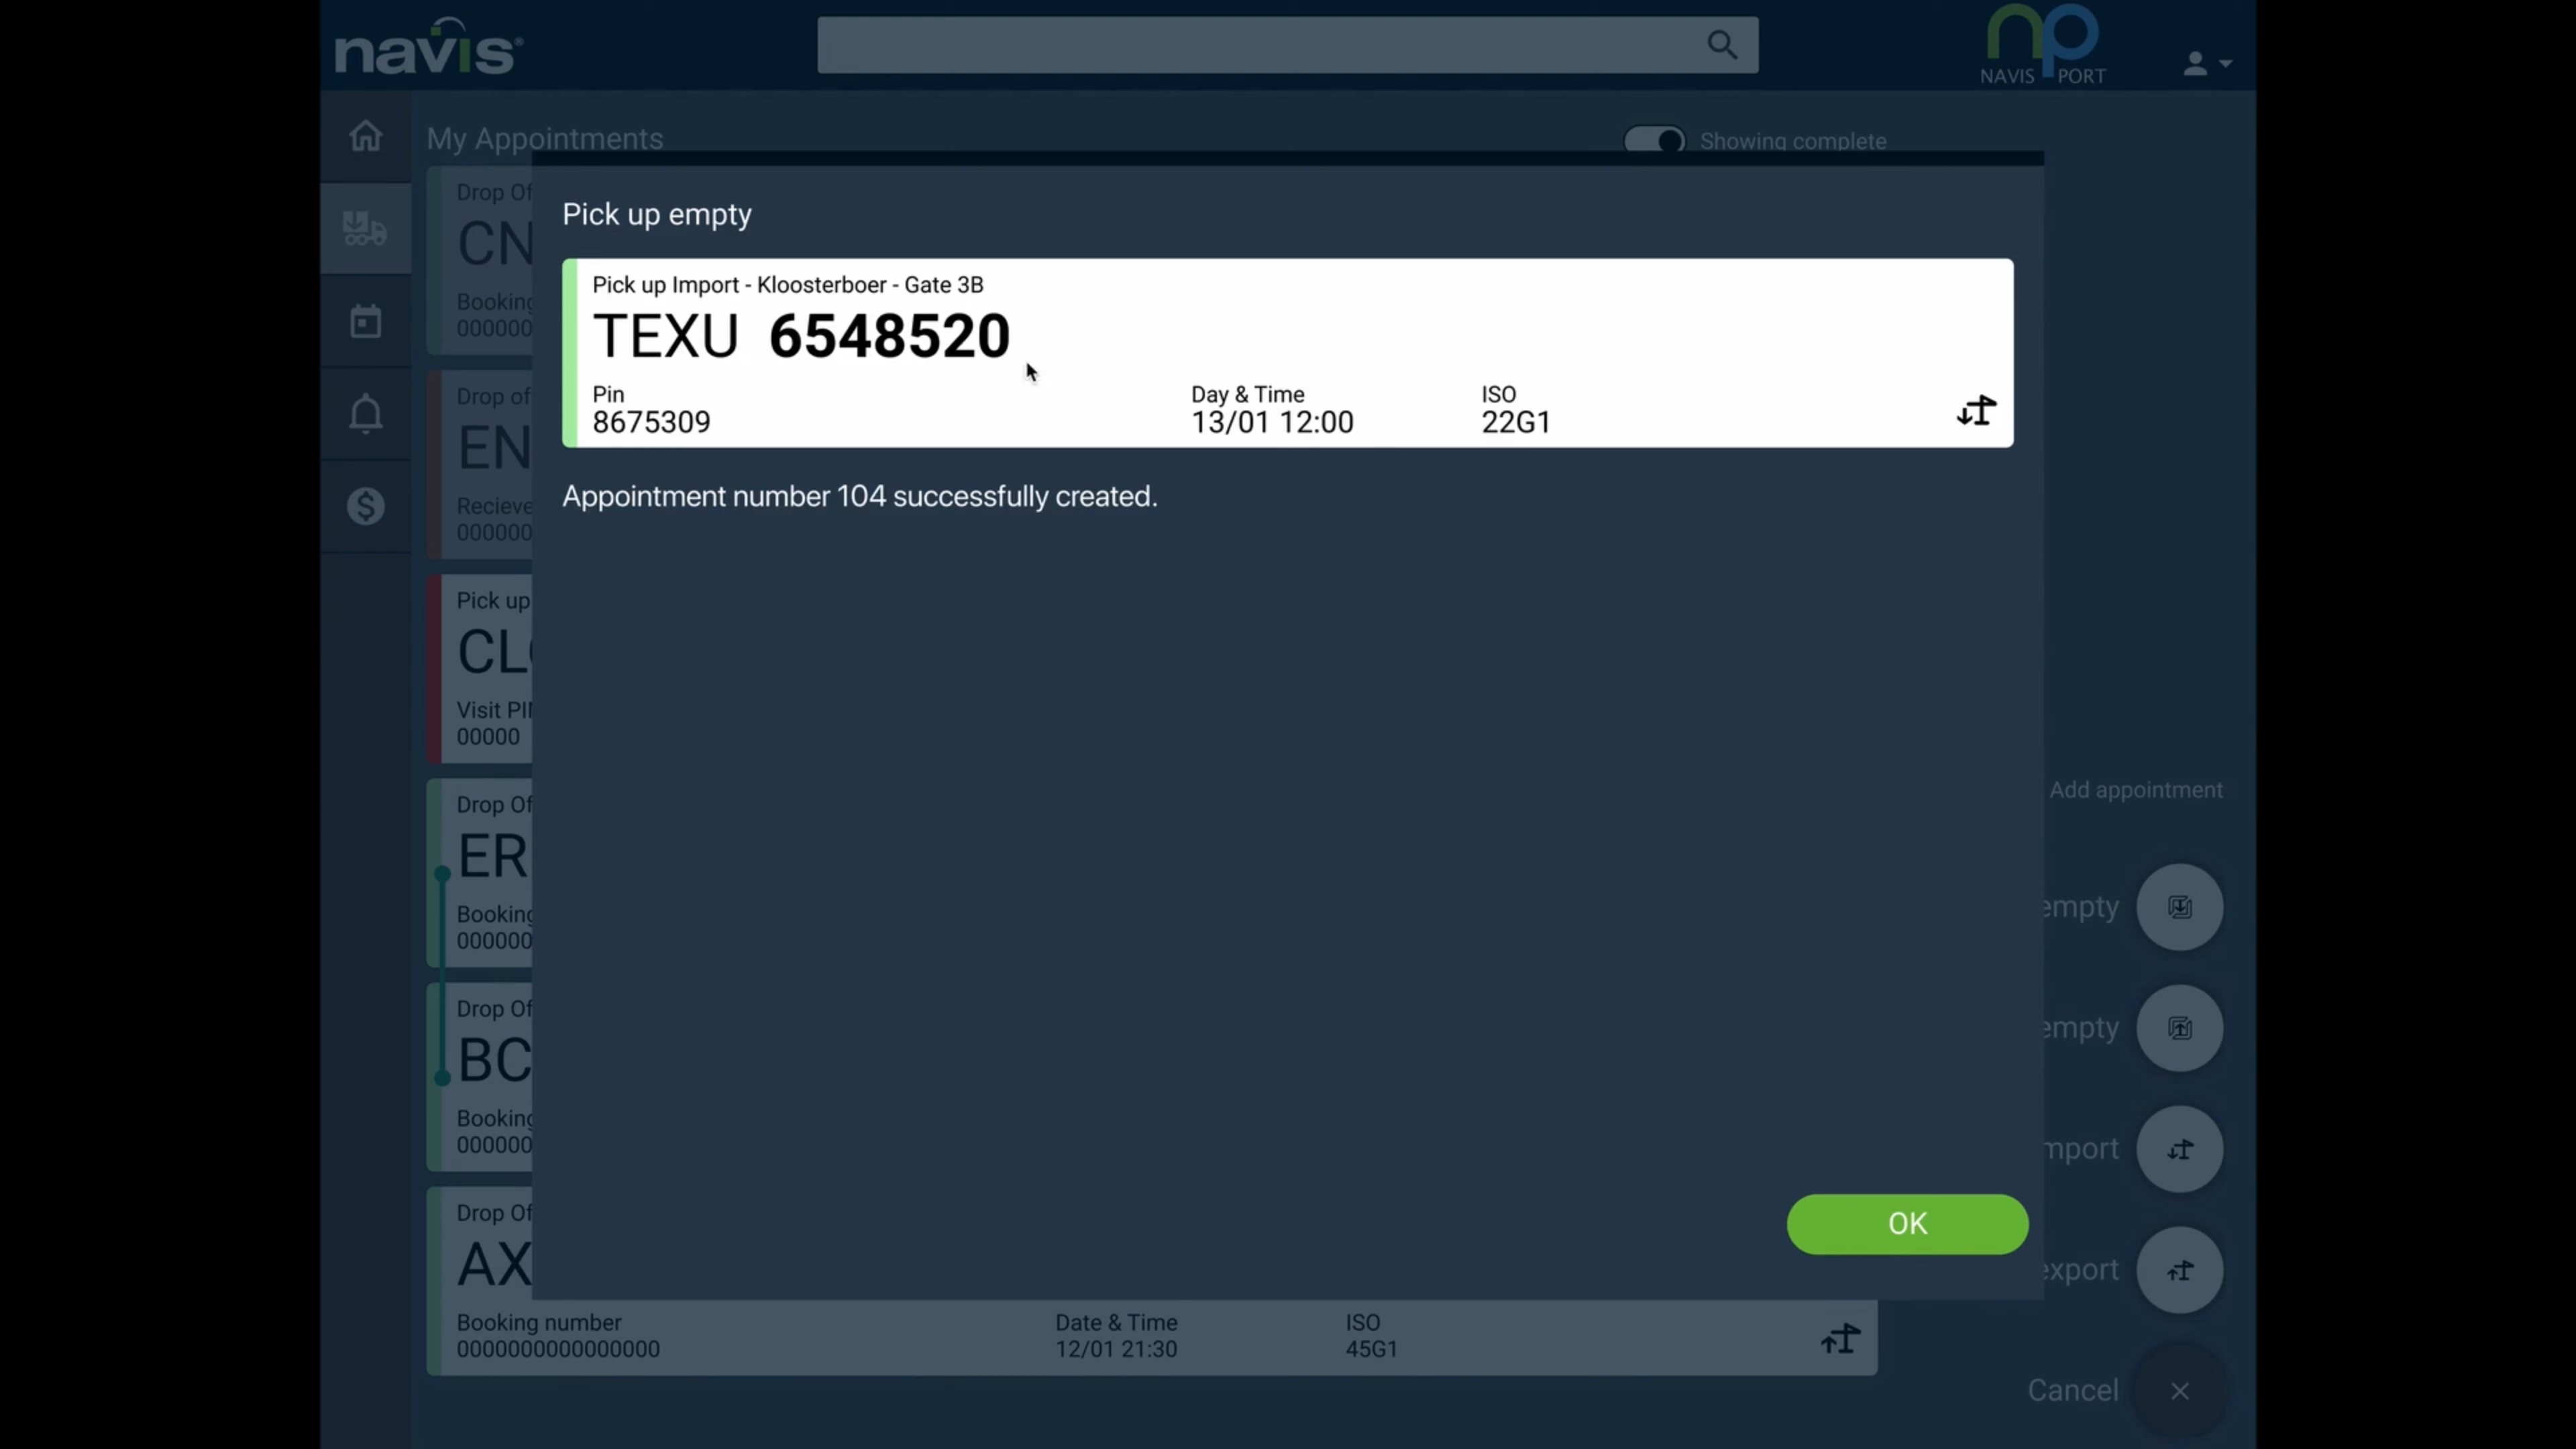 navis®
NAVIS PORT
My Appointments
Showing complete
Pick up empty
Pick up Import - Kloosterboer - Gate 3B
TEXU 6548520
Pin
8675309
Day & Time
13/01 12:00
ISO
22G1
Appointment number 104 successfully created.
OK
Drop Of
CN
Booking
000000
Drop of
EN
Recieve
000000
Pick up
CL
Visit PI
00000
Drop Of
ER
Booking
000000
Drop Of
BC
Booking
000000
Drop Of
AX
Booking number
0000000000000000
Date & Time
12/01 21:30
ISO
45G1
Add appointment
empty
empty
mport
export
Cancel